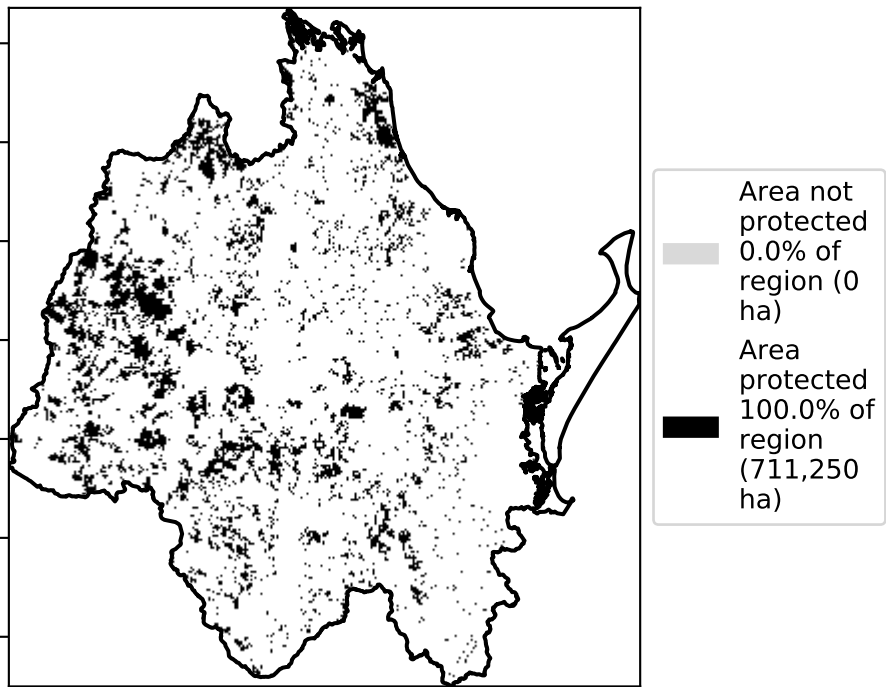 Area not
protected
0.0% of
region (0
ha)
Area
protected
100.0% of
region
(711,250
ha)